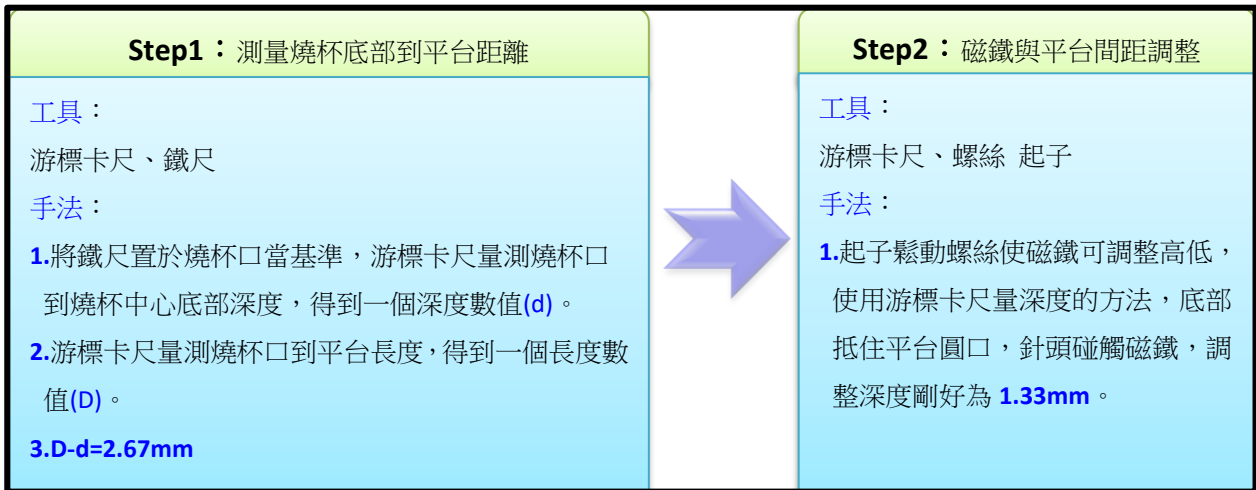 Step1：測量燒杯底部到平台距離
工具：
游標卡尺、鐵尺
手法：
1.將鐵尺置於燒杯口當基準，游標卡尺量測燒杯口
到燒杯中心底部深度，得到一個深度數值(d)。
2.游標卡尺量測燒杯口到平台長度，得到一個長度數
值(D)。
3.D-d=2.67mm
Step2：磁鐵與平台間距調整
工具：
游標卡尺、螺絲 起子
手法：
1.起子鬆動螺絲使磁鐵可調整高低，
使用游標卡尺量深度的方法，底部
抵住平台圓口，針頭碰觸磁鐵，調
整深度剛好為 1.33mm。